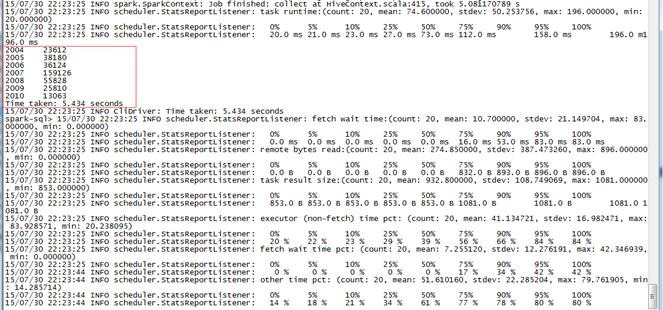 15/07/30 22:23:25 INFO spark.SparkContext: Job finished: collect at HiveContext.scala:415, took 5.081170789 s
15/07/30 22:23:25 INFO scheduler.StatsReportListener: task runtime:(count: 20, mean: 74.600000, stdev: 50.253756, max: 196.000000, min:
20.000000)
15/07/30 22:23:25 INFO scheduler.StatsReportListener: 0% 5% 10% 25% 50% 75% 90% 95% 100%
15/07/30 22:23:25 INFO scheduler.StatsReportListener: 20.0 ms 21.0 ms 23.0 ms 27.0 ms 73.0 ms 112.0 ms 158.0 ms 196.0 m1
96.0 ms
2004 23612
2005 38180
2006 36124
2007 159126
2008 55828
2009 25810
2010 13063
Time taken: 5.434 seconds
15/07/30 22:23:25 INFO CliDriver: Time taken: 5.434 seconds
spark-sql> 15/07/30 22:23:25 INFO scheduler.StatsReportListener: fetch wait time:(count: 20, mean: 10.700000, stdev: 21.149704, max: 83.
000000, min: 0.000000)
15/07/30 22:23:25 INFO scheduler.StatsReportListener: 0% 5% 10% 25% 50% 75% 90% 95% 100%
15/07/30 22:23:25 INFO scheduler.StatsReportListener: 0.0 ms 0.0 ms 0.0 ms 0.0 ms 0.0 ms 16.0 ms 53.0 ms 83.0 ms 83.0 ms
15/07/30 22:23:25 INFO scheduler.StatsReportListener: remote bytes read:(count: 20, mean: 274.850000, stdev: 387.473260, max: 896.000000
, min: 0.000000)
15/07/30 22:23:25 INFO scheduler.StatsReportListener: 0% 5% 10% 25% 50% 75% 90% 95% 100%
15/07/30 22:23:25 INFO scheduler.StatsReportListener: 0.0 B 0.0 B 0.0 B 0.0 B 0.0 B 832.0 B 893.0 B 896.0 B 896.0 B
15/07/30 22:23:25 INFO scheduler.StatsReportListener: task result size:(count: 20, mean: 932.800000, stdev: 108.749069, max: 1081.000000
, min: 853.000000)
15/07/30 22:23:25 INFO scheduler.StatsReportListener: 0% 5% 10% 25% 50% 75% 90% 95% 100%
15/07/30 22:23:25 INFO scheduler.StatsReportListener: 853.0 B 853.0 B 853.0 B 853.0 B 853.0 B 1081.0 B 1081.0 B 1081.0 1
081.0 B
15/07/30 22:23:25 INFO scheduler.StatsReportListener: executor (non-fetch) time pct: (count: 20, mean: 41.134721, stdev: 16.982471, max:
83.928571, min: 20.238095)
15/07/30 22:23:25 INFO scheduler.StatsReportListener: 0% 5% 10% 25% 50% 75% 90% 95% 100%
15/07/30 22:23:25 INFO scheduler.StatsReportListener: 20 % 22 % 23 % 29 % 39 % 56 % 66 % 84 % 84 %
15/07/30 22:23:25 INFO scheduler.StatsReportListener: fetch wait time pct: (count: 20, mean: 7.255120, stdev: 12.276191, max: 42.346939,
min: 0.000000)
15/07/30 22:23:44 INFO scheduler.StatsReportListener: 0% 5% 10% 25% 50% 75% 90% 95% 100%
15/07/30 22:23:44 INFO scheduler.StatsReportListener: 0 % 0 % 0 % 0 % 0 % 17 % 34 % 42 % 42 %
15/07/30 22:23:44 INFO scheduler.StatsReportListener: other time pct: (count: 20, mean: 51.610160, stdev: 22.285204, max: 79.761905, min
: 14.285714)
15/07/30 22:23:44 INFO scheduler.StatsReportListener: 0% 5% 10% 25% 50% 75% 90% 95% 100%
15/07/30 22:23:44 INFO scheduler.StatsReportListener: 14 % 18 % 21 % 34 % 61 % 77 % 78 % 80 % 80 %